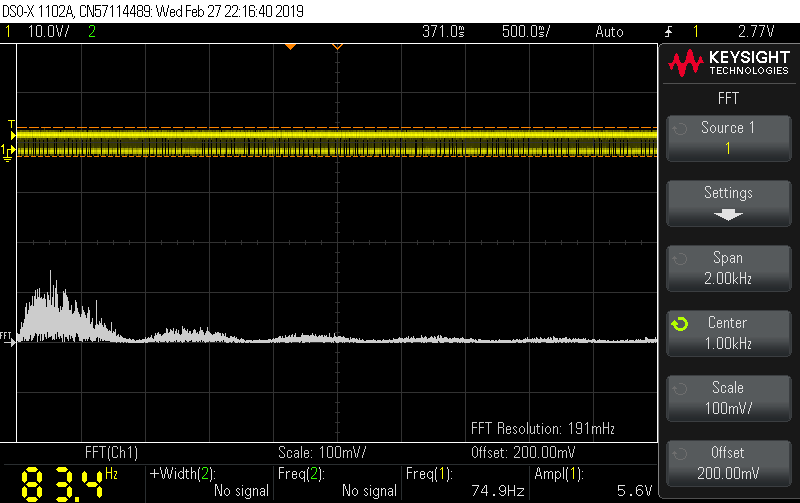 DSO-X 1102A, CN57114489: Wed Feb 27 22:16:40 2019
1 10.0V/ 2 371.0s 500.0s/ Auto 1 2.77V
KEYSIGHT
TECHNOLOGIES
FFT
Source 1
1
Settings
Span
2.00kHz
Center
1.00kHz
Scale
100mV/
Offset
200.00mV
T
1
FFT
FFT Resolution: 191mHz
FFT(Ch1) Scale: 100mV/ Offset: 200.00mV
83.4Hz +Width(2): Freq(2): Freq(1): Ampl(1):
No signal No signal 74.9Hz 5.6V